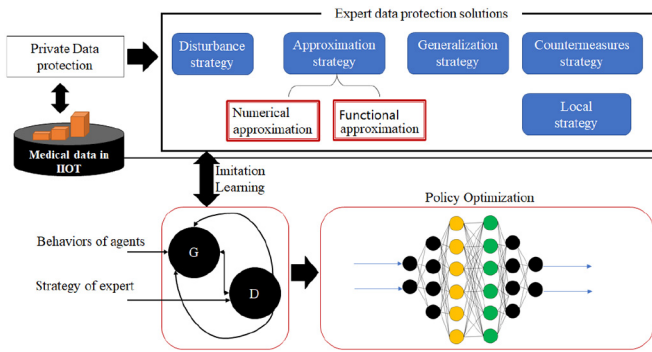 Expert data protection solutions
Private Data
protection
Disturbance
strategy
Approximation
strategy
Generalization
strategy
Countermeasures
strategy
Numerical
approximation
Functional
approximation
Local
strategy
Medical data in
IIOT
Imitation
Learning
Policy Optimization
Behaviors of agents
G
Strategy of expert
D